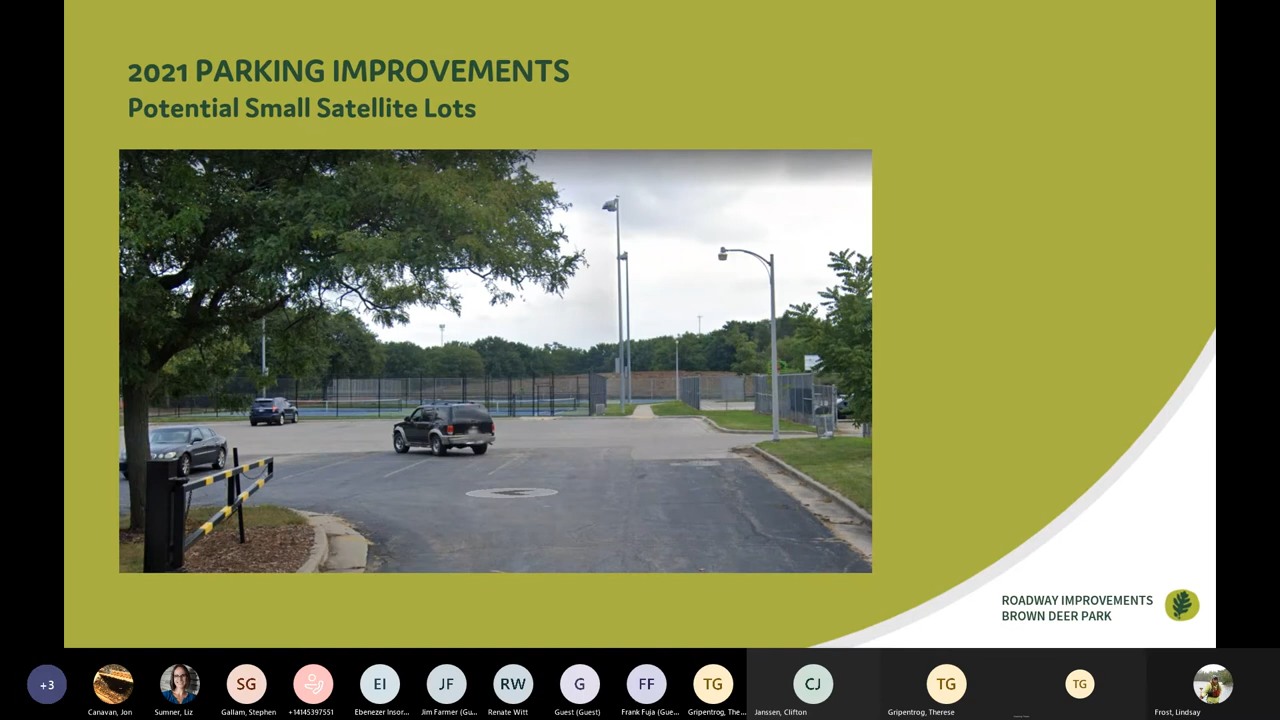 2021 PARKING IMPROVEMENTS
Potential Small Satellite Lots
ROADWAY IMPROVEMENTS
BROWN DEER PARK
+3
SG
EI
JF
RW
G
FF
TG
CJ
TG
TG
Canavan, Jon
Sumner, Liz
Gallam, Stephen
+14145397551
Ebenezer Insor...
Jim Farmer (Gu...
Renate Witt
Guest (Guest)
Frank Fuja (Gue...
Gripentrog, The...
Janssen, Clifton
Gripentrog, Therese
Frost, Lindsay